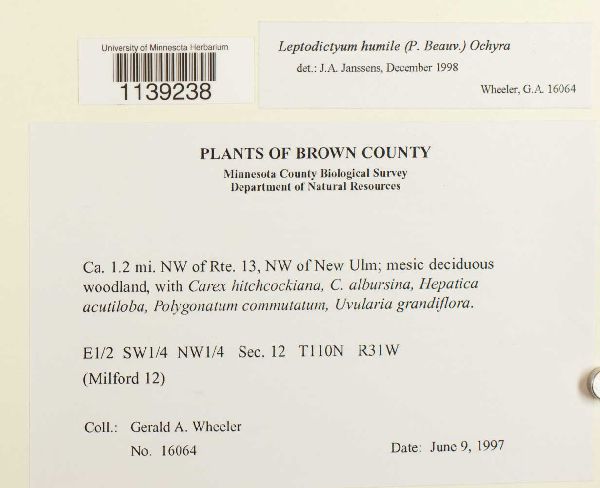 University of Minnesota Herbarium
1139238
Leptodictyum humile (P. Beauv.) Ochyra
det.: J.A. Janssens, December 1998
Wheeler, G.A. 16064
PLANTS OF BROWN COUNTY
Minnesota County Biological Survey
Department of Natural Resources
Ca. 1.2 mi. NW of Rte. 13, NW of New Ulm; mesic deciduous
woodland, with Carex hitchcockiana, C. albursina, Hepatica
acutiloba, Polygonatum commutatum, Uvularia grandiflora.
E1/2 SW1/4 NW1/4 Sec. 12 T110N R31W
(Milford 12)
Coll.: Gerald A. Wheeler
No. 16064
Date: June 9, 1997